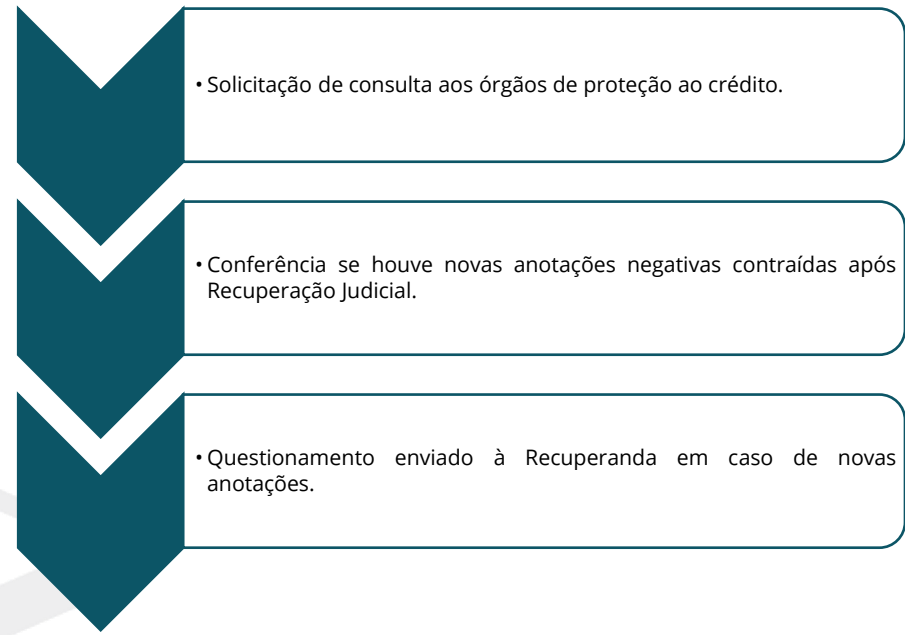 • Solicitação de consulta aos órgãos de proteção ao crédito.
• Conferência se houve novas anotações negativas contraídas após
Recuperação Judicial.
• Questionamento enviado à Recuperanda em caso de novas
anotações.